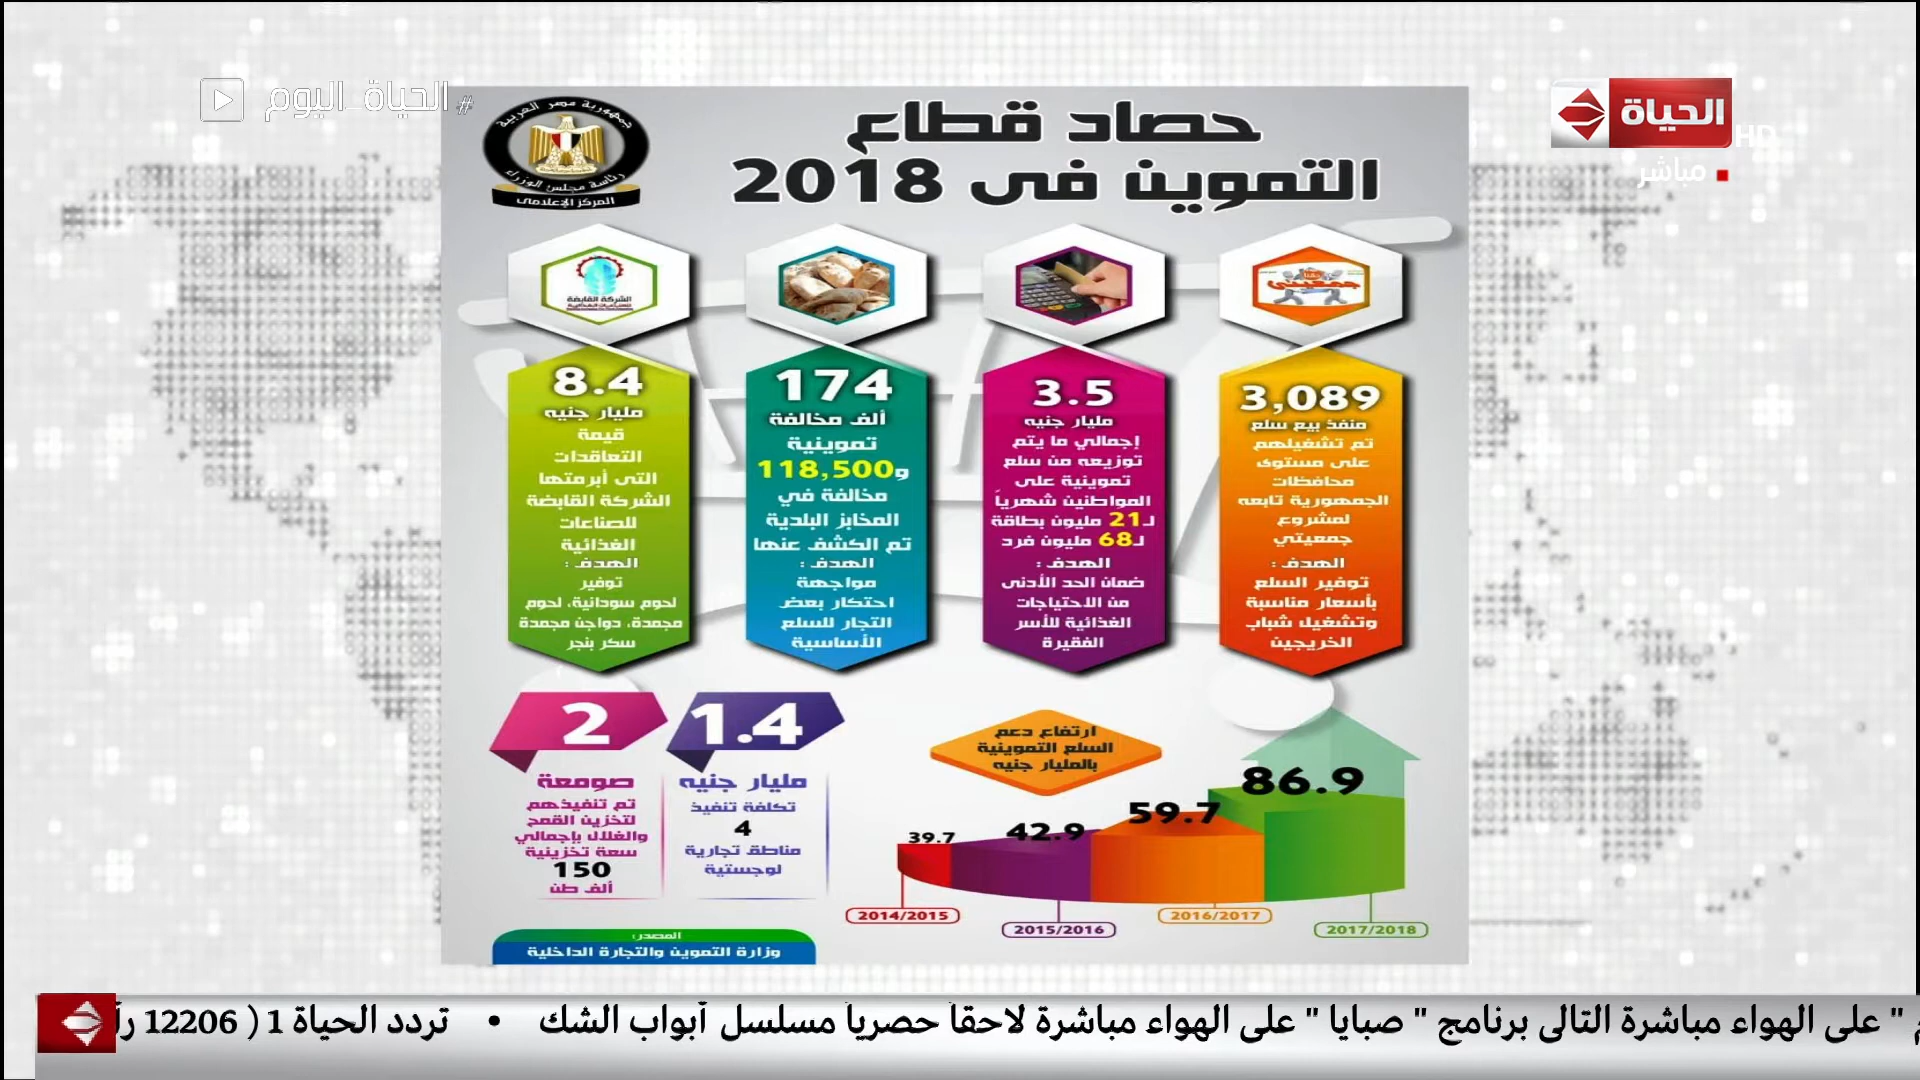 #الحياة_اليوم
الحياة
HD
مباشر
حصاد قطاع
التموين فى 2018
جمهورية مصر العربية
رئاسة مجلس الوزراء
المركز الإعلامى
جمعيتي
3,089
منفذ بيع سلع
تم تشغيلهم
على مستوى
محافظات
الجمهورية تابعه
لمشروع
جمعيتي
الهدف :
توفير السلع
بأسعار مناسبة
وتشغيل شباب
الخريجين
3.5
مليار جنيه
إجمالي ما يتم
توزيعه من سلع
تموينية على
المواطنين شهرياً
لـ21 مليون بطاقة
لـ68 مليون فرد
الهدف :
ضمان الحد الأدنى
من الاحتياجات
الغذائية للأسر
الفقيرة
174
ألف مخالفة
تموينية
و118,500
مخالفة في
المخابز البلدية
تم الكشف عنها
الهدف :
مواجهة
احتكار بعض
التجار للسلع
الأساسية
الشركة القابضة
للصناعات الغذائية
8.4
مليار جنيه
قيمة
التعاقدات
التى أبرمتها
الشركة القابضة
للصناعات
الغذائية
الهدف :
توفير
لحوم سودانية، لحوم
مجمدة، دواجن مجمدة
سكر بنجر
ارتفاع دعم
السلع التموينية
بالمليار جنيه
39.7
42.9
59.7
86.9
2014/2015
2015/2016
2016/2017
2017/2018
1.4
مليار جنيه
تكلفة تنفيذ
4
مناطق تجارية
لوجستية
2
صومعة
تم تنفيذهم
لتخزين القمح
والغلال بإجمالي
سعة تخزينية
150
ألف طن
المصدر:
وزارة التموين والتجارة الداخلية
" على الهواء مباشرة التالى برنامج " صبايا " على الهواء مباشرة لاحقاً حصرياً مسلسل أبواب الشك • تردد الحياة 1 ( 12206